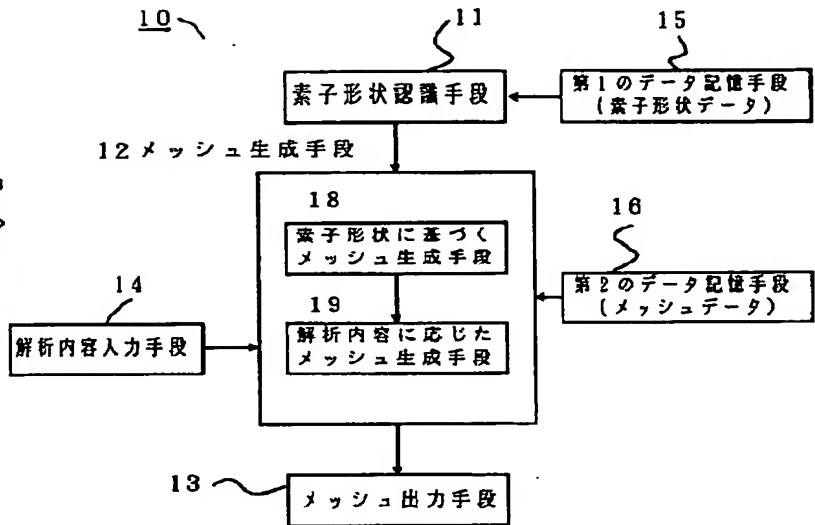 10
11
15
素子形状認識手段
第1のデータ記憶手段
(素子形状データ)
12メッシュ生成手段
18
素子形状に基づく
メッシュ生成手段
16
第2のデータ記憶手段
(メッシュデータ)
14
解析内容入力手段
19
解析内容に応じた
メッシュ生成手段
13
メッシュ出力手段